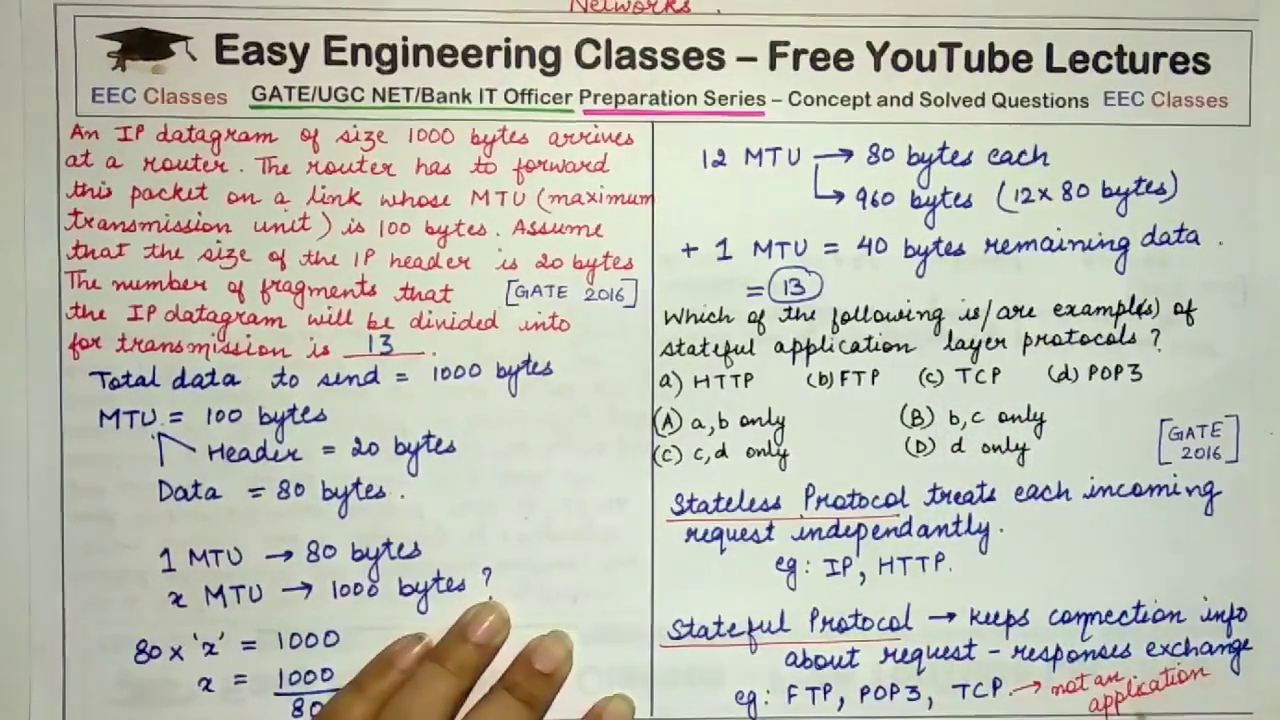 Networks.
Easy Engineering Classes – Free YouTube Lectures
EEC Classes GATE/UGC NET/Bank IT Officer Preparation Series – Concept and Solved Questions EEC Classes
An IP datagram of size 1000 bytes arrives
at a router. The router has to forward
this packet on a link whose MTU (maximum
transmission unit) is 100 bytes. Assume
that the size of the IP header is 20 bytes
The number of fragments that [GATE 2016]
the IP datagram will be divided into
for transmission is 13.
Total data to send = 1000 bytes
MTU = 100 bytes
Header = 20 bytes
Data = 80 bytes.
1 MTU → 80 bytes
x MTU → 1000 bytes ?
80 × 'x' = 1000
x = 1000
80
12 MTU → 80 bytes each
↳ 960 bytes (12 x 80 bytes)
+ 1 MTU = 40 bytes remaining data.
= 13
Which of the following is/are example(s) of
stateful application layer protocols ?
a) HTTP (b) FTP (c) TCP (d) POP3
(A) a, b only (B) b, c only
(C) c, d only (D) d only
[GATE 2016]
Stateless Protocol treats each incoming
request independantly.
eg: IP, HTTP.
Stateful Protocol → keeps connection info
about request - responses exchange
eg: FTP, POP3, TCP. → not an
application